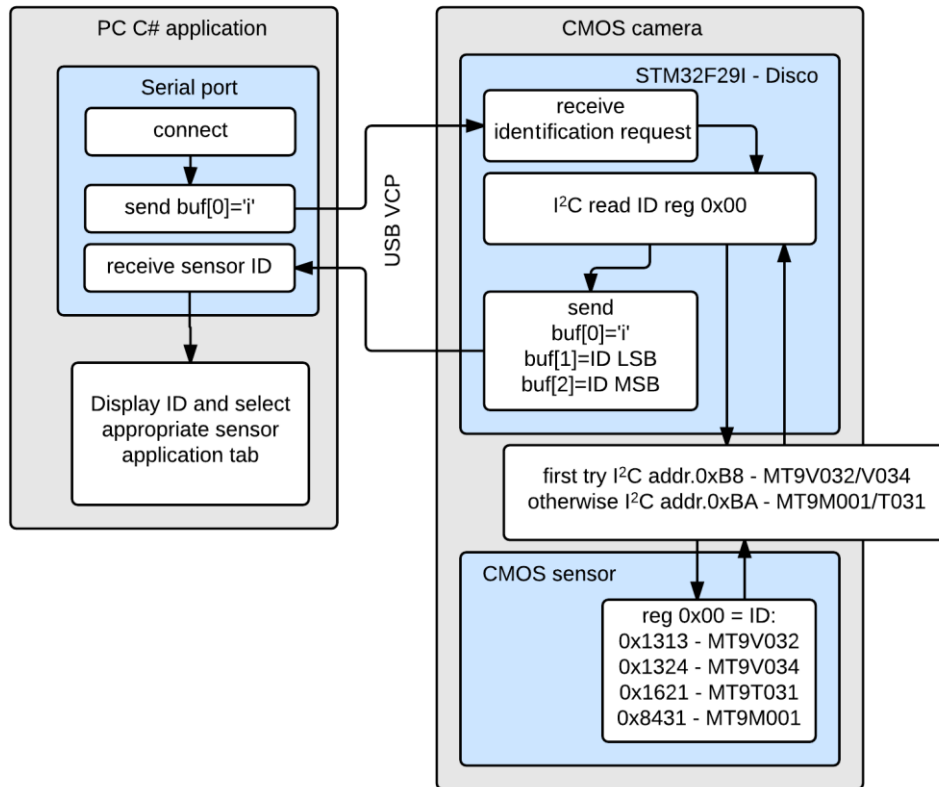 PC C# application
Serial port
connect
send buf[0]='i'
receive sensor ID
Display ID and select
appropriate sensor
application tab
USB VCP
CMOS camera
STM32F29I - Disco
receive
identification request
I²C read ID reg 0x00
send
buf[0]='i'
buf[1]=ID LSB
buf[2]=ID MSB
first try I²C addr.0xB8 - MT9V032/V034
otherwise I²C addr.0xBA - MT9M001/T031
CMOS sensor
reg 0x00 = ID:
0x1313 - MT9V032
0x1324 - MT9V034
0x1621 - MT9T031
0x8431 - MT9M001